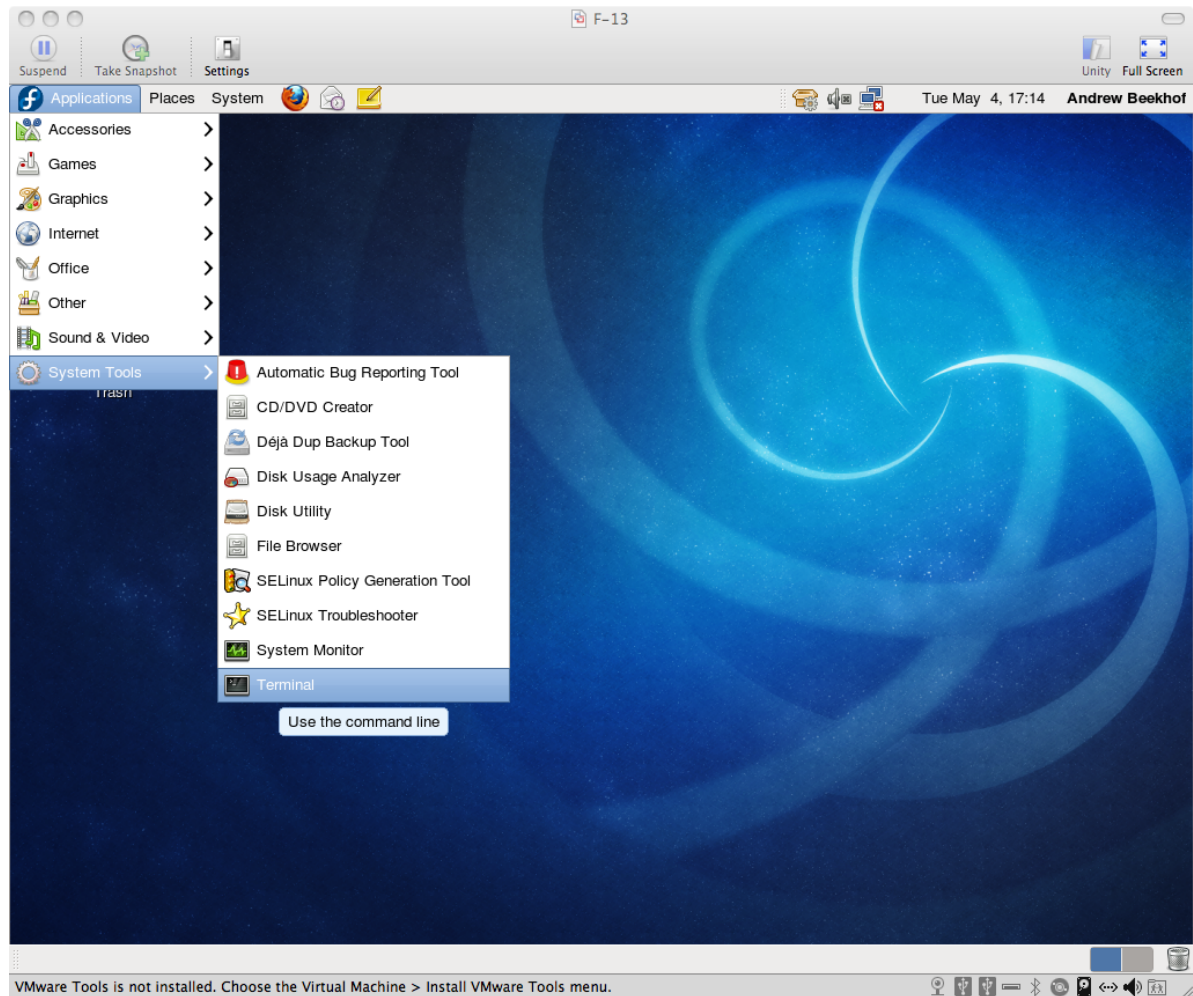 F-13
Suspend
Take Snapshot
Settings
Unity
Full Screen
Applications
Places
System
Tue May 4, 17:14
Andrew Beekhof
Accessories
Games
Graphics
Internet
Office
Other
Sound & Video
System Tools
Trash
Automatic Bug Reporting Tool
CD/DVD Creator
Déjà Dup Backup Tool
Disk Usage Analyzer
Disk Utility
File Browser
SELinux Policy Generation Tool
SELinux Troubleshooter
System Monitor
Terminal
Use the command line
VMware Tools is not installed. Choose the Virtual Machine > Install VMware Tools menu.